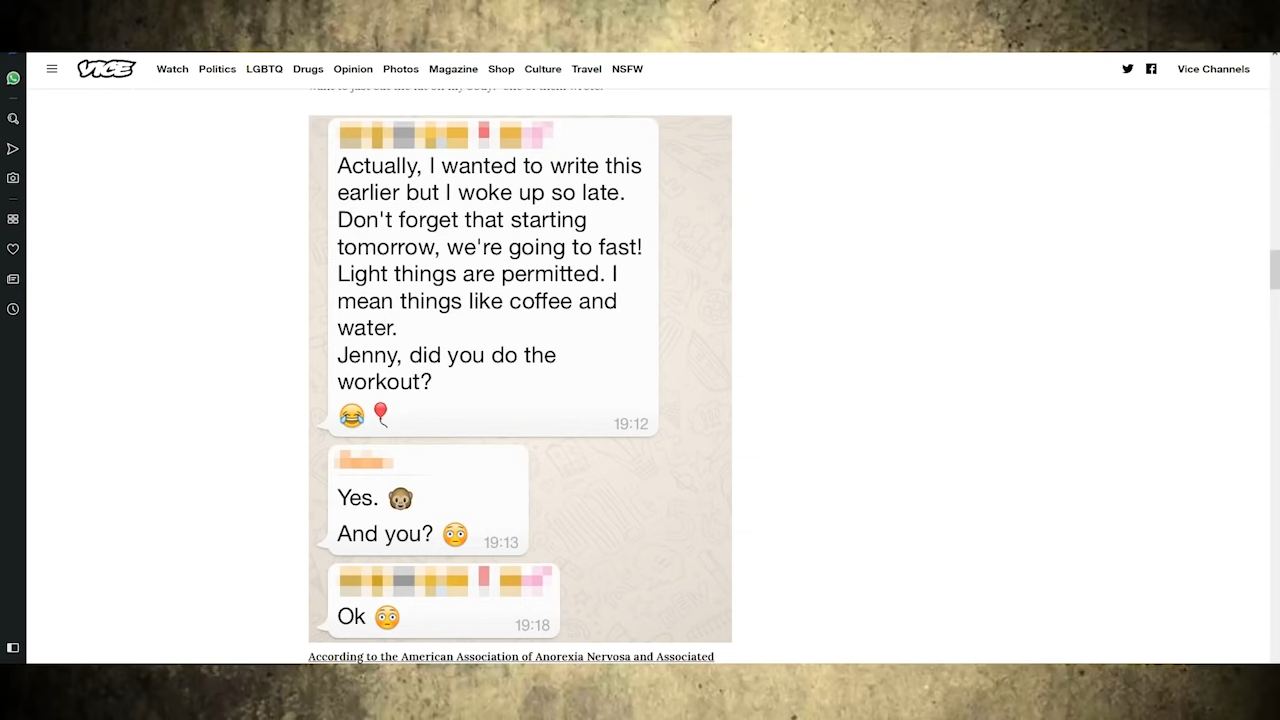 VICE Watch Politics LGBTQ Drugs Opinion Photos Magazine Shop Culture Travel NSFW Vice Channels
Actually, I wanted to write this
earlier but I woke up so late.
Don't forget that starting
tomorrow, we're going to fast!
Light things are permitted. I
mean things like coffee and
water.
Jenny, did you do the
workout?
😂🎈 19:12
Yes. 🐵
And you? 😳 19:13
Ok 😳 19:18
According to the American Association of Anorexia Nervosa and Associated